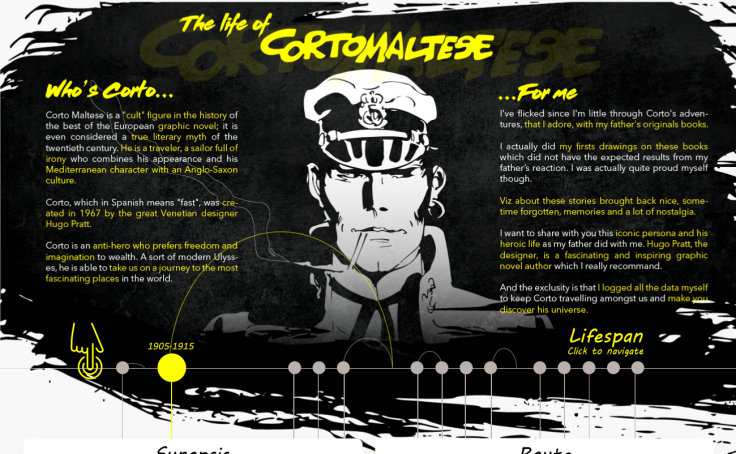 The life of CORTOMALTESE
Who's Corto...
Corto Maltese is a "cult" figure in the history of
the best of the European graphic novel; it is
even considered a true literary myth of the
twentieth century. He is a traveler, a sailor full of
irony who combines his appearance and his
Mediterranean character with an Anglo-Saxon
culture.
Corto, which in Spanish means "fast", was cre-
ated in 1967 by the great Venetian designer
Hugo Pratt.
Corto is an anti-hero who prefers freedom and
imagination to wealth. A sort of modern Ulyss-
es, he is able to take us on a journey to the most
fascinating places in the world.
...For me
I've flicked since I'm little through Corto's adven-
tures, that I adore, with my father's originals books.
I actually did my firsts drawings on these books
which did not have the expected results from my
father's reaction. I was actually quite proud myself
though.
Viz about these stories brought back nice, some-
time forgotten, memories and a lot of nostalgia.
I want to share with you this iconic persona and his
heroic life as my father did with me. Hugo Pratt, the
designer, is a fascinating and inspiring graphic
novel author which I really recommand.
And the exclusity is that I logged all the data myself
to keep Corto travelling amongst us and make you
discover his universe.
Lifespan
Click to navigate
1905-1915
Synopsis
Route